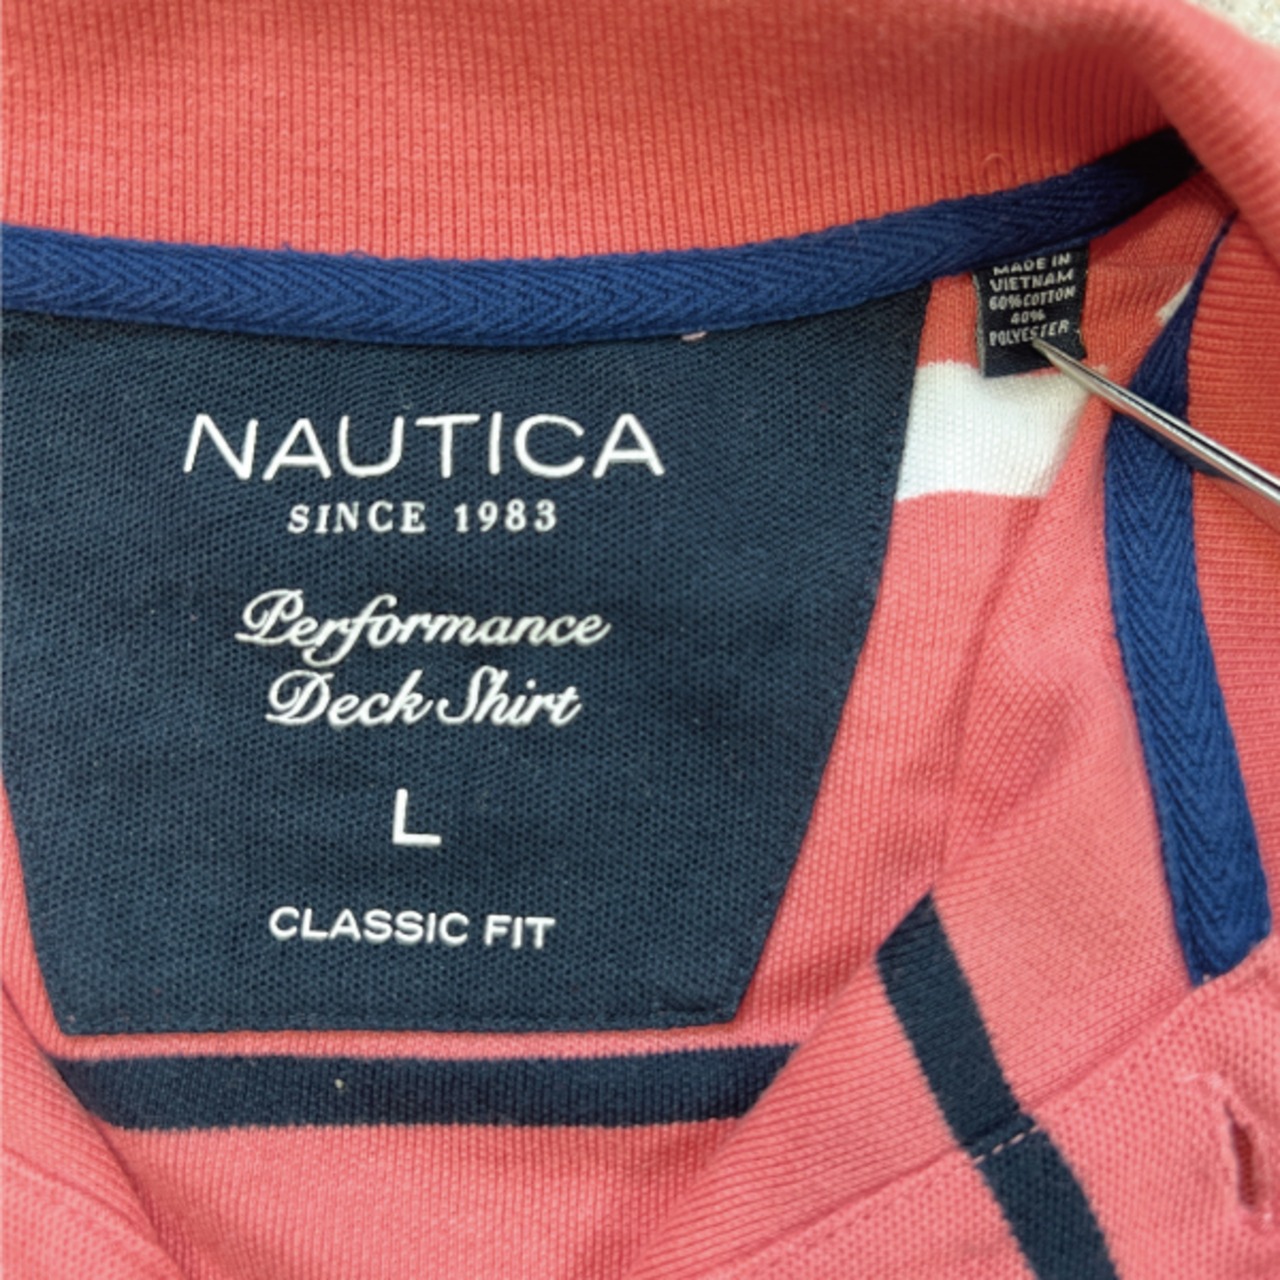 NAUTICA
SINCE 1983
Performance
Deck Shirt
L
CLASSIC FIT
MADE IN
VIETNAM
60% COTTON
40%
POLYESTER